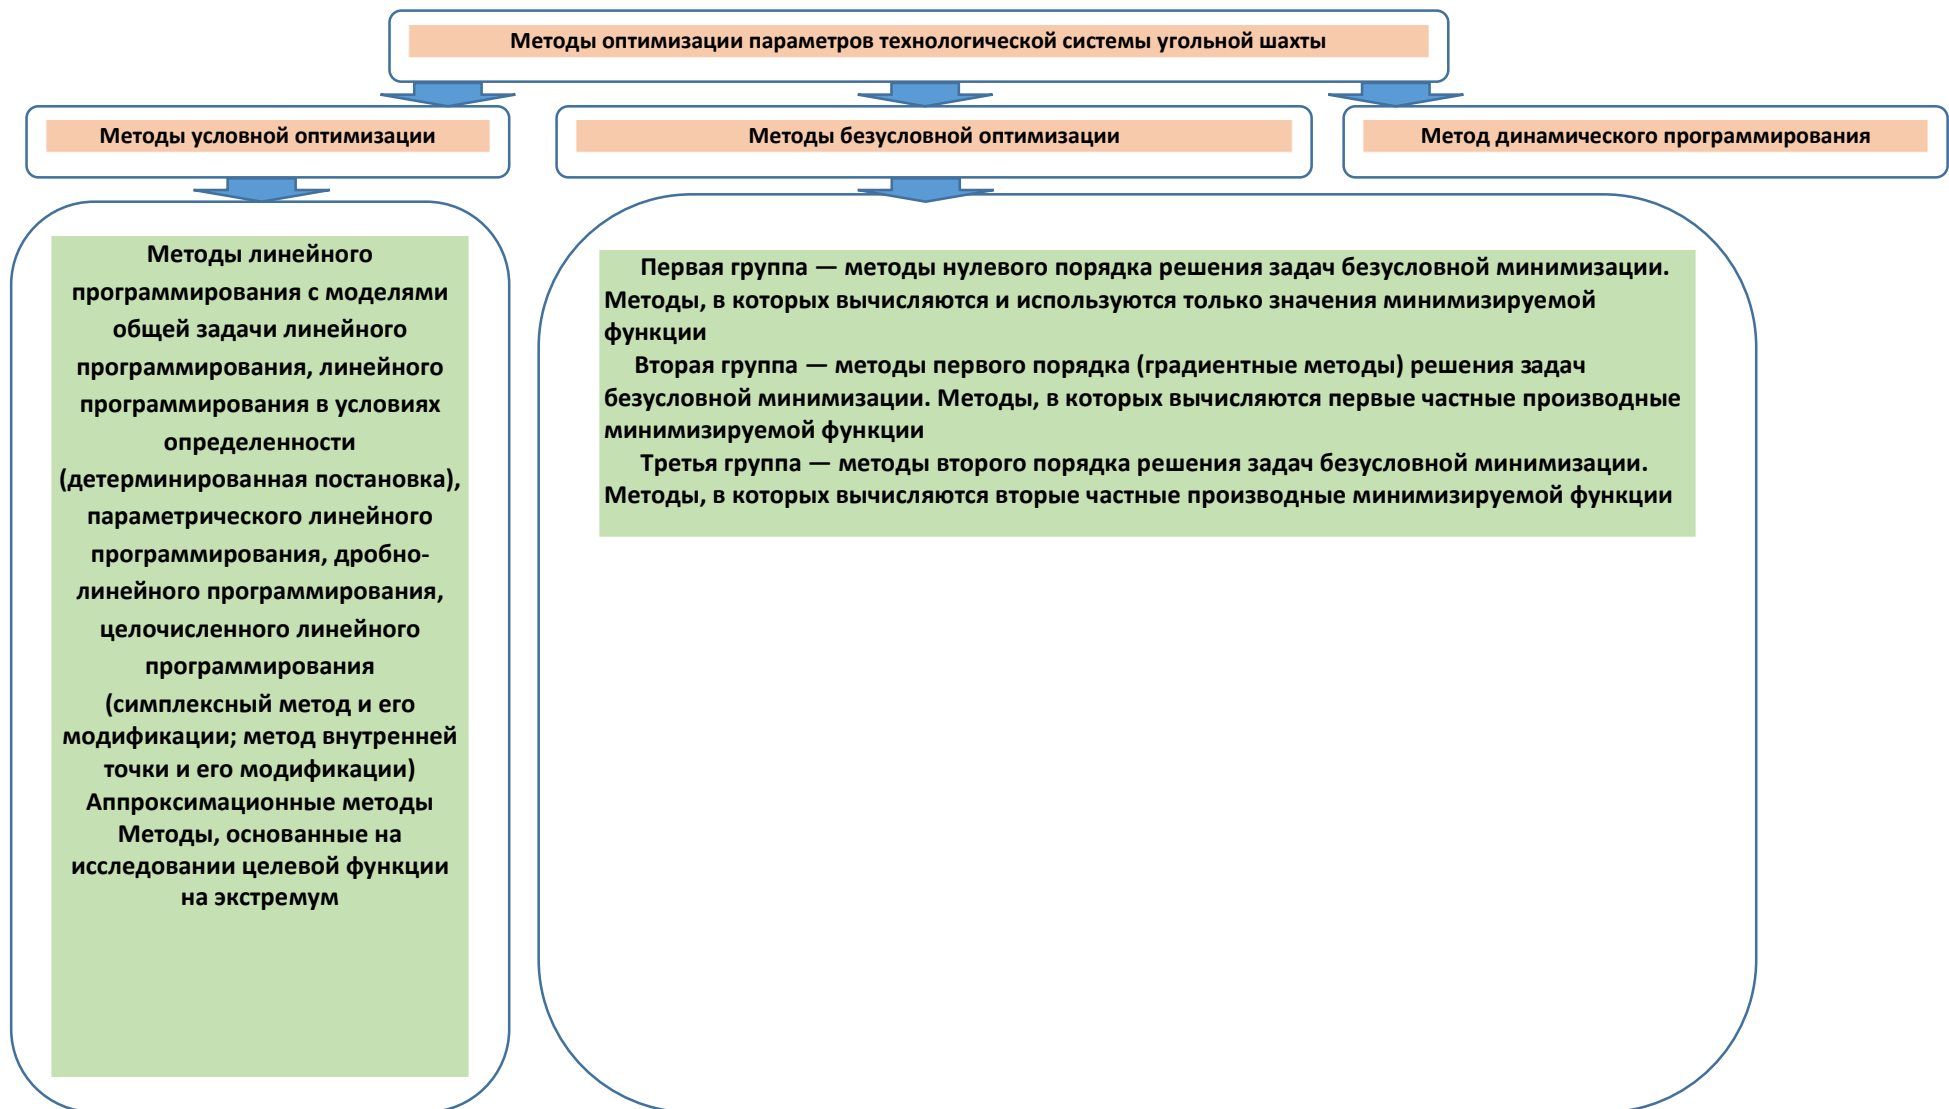 Методы оптимизации параметров технологической системы угольной шахты
Методы условной оптимизации
Методы безусловной оптимизации
Метод динамического программирования
Методы линейного
программирования с моделями
общей задачи линейного
программирования, линейного
программирования в условиях
определенности
(детерминированная постановка),
параметрического линейного
программирования, дробно-
линейного программирования,
целочисленного линейного
программирования
(симплексный метод и его
модификации; метод внутренней
точки и его модификации)
Аппроксимационные методы
Методы, основанные на
исследовании целевой функции
на экстремум
Первая группа — методы нулевого порядка решения задач безусловной минимизации.
Методы, в которых вычисляются и используются только значения минимизируемой
функции
Вторая группа — методы первого порядка (градиентные методы) решения задач
безусловной минимизации. Методы, в которых вычисляются первые частные производные
минимизируемой функции
Третья группа — методы второго порядка решения задач безусловной минимизации.
Методы, в которых вычисляются вторые частные производные минимизируемой функции